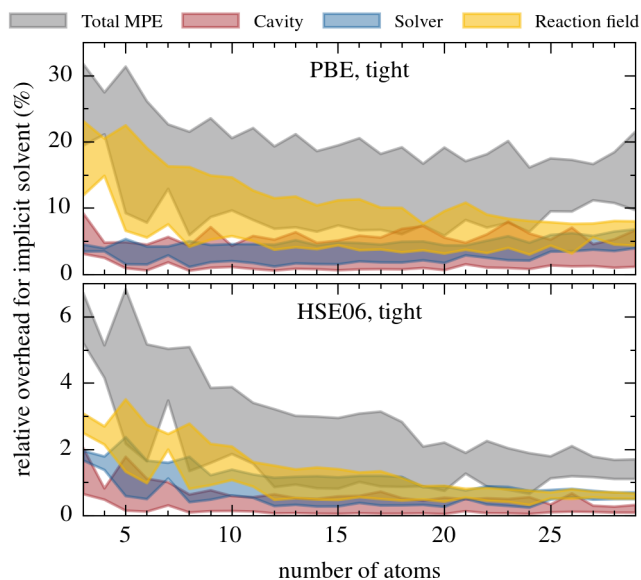 Total MPE Cavity Solver Reaction field
PBE, tight
30
20
10
0
relative overhead for implicit solvent (%)
HSE06, tight
6
4
2
0
5 10 15 20 25
number of atoms